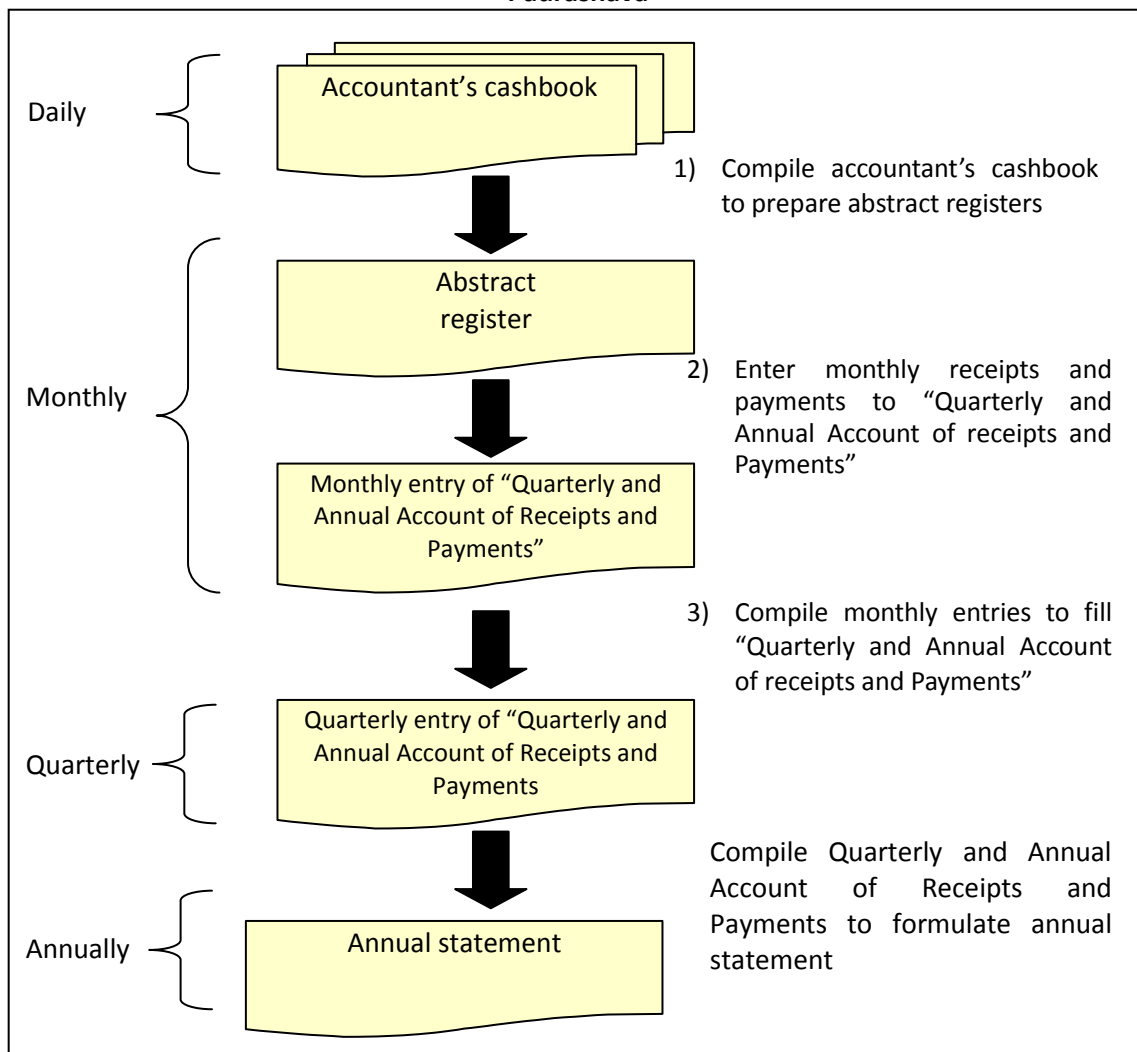 Daily
Accountant’s cashbook
1) Compile accountant’s cashbook
to prepare abstract registers
Monthly
Abstract
register
2) Enter monthly receipts and
payments to “Quarterly and
Annual Account of receipts and
Payments”
Monthly entry of “Quarterly and
Annual Account of Receipts and
Payments”
3) Compile monthly entries to fill
“Quarterly and Annual Account
of receipts and Payments”
Quarterly
Quarterly entry of “Quarterly and
Annual Account of Receipts and
Payments
Compile Quarterly and Annual
Account of Receipts and
Payments to formulate annual
statement
Annually
Annual statement